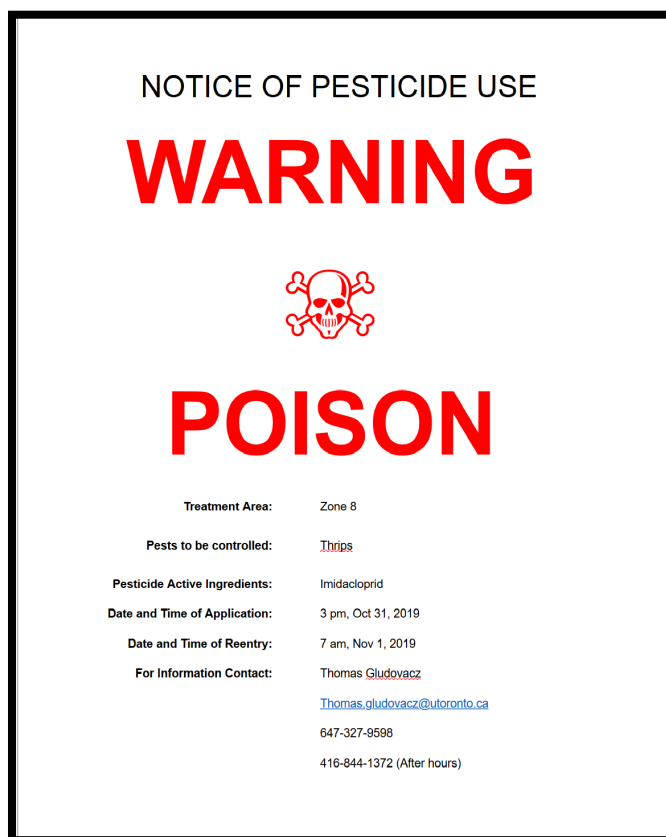 NOTICE OF PESTICIDE USE
WARNING
POISON
Treatment Area: Zone 8
Pests to be controlled: Thrips
Pesticide Active Ingredients: Imidacloprid
Date and Time of Application: 3 pm, Oct 31, 2019
Date and Time of Reentry: 7 am, Nov 1, 2019
For Information Contact: Thomas Gludovacz
Thomas.gludovacz@utoronto.ca
647-327-9598
416-844-1372 (After hours)